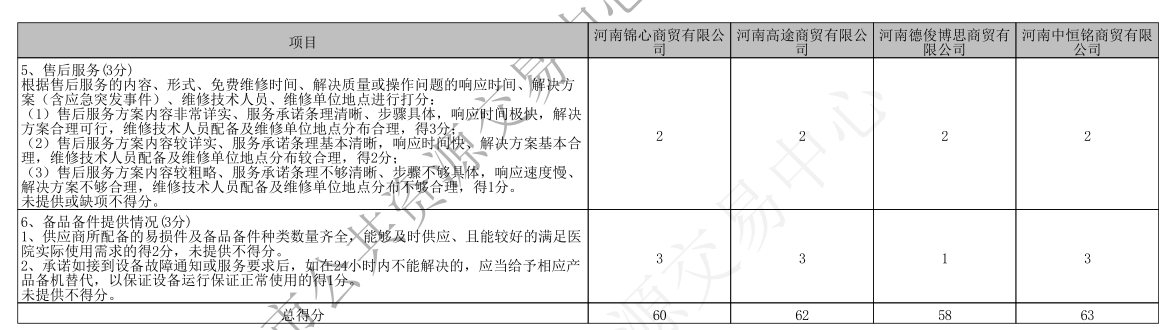 项目
河南锦心商贸有限公
司
河南高途商贸有限公
司
河南德俊博思商贸有
限公司
河南中恒铭商贸有限
公司
5、售后服务(3分)
根据售后服务的内容、形式、免费维修时间、解决质量或操作问题的响应时间、解决方
案（含应急突发事件）、维修技术人员、维修单位地点进行打分：
（1）售后服务方案内容非常详实、服务承诺条理清晰、步骤具体，响应时间极快，解决
方案合理可行，维修技术人员配备及维修单位地点分布合理，得3分；
（2）售后服务方案内容较详实、服务承诺条理基本清晰，响应时间快、解决方案基本合
理，维修技术人员配备及维修单位地点分布较合理，得2分；
（3）售后服务方案内容较粗略、服务承诺条理不够清晰、步骤不够具体，响应速度慢、
解决方案不够合理，维修技术人员配备及维修单位地点分布不够合理，得1分。
未提供或缺项不得分。
2
2
2
2
6、备品备件提供情况(3分)
1、供应商所配备的易损件及备品备件种类数量齐全，能够及时供应、且能较好的满足医
院实际使用需求的得2分，未提供不得分。
2、承诺如接到设备故障通知或服务要求后，如在24小时内不能解决的，应当给予相应产
品备机替代，以保证设备运行保证正常使用的得1分。
未提供不得分。
3
3
1
3
总得分
60
62
58
63
市公共资源交易中心
源交易中心